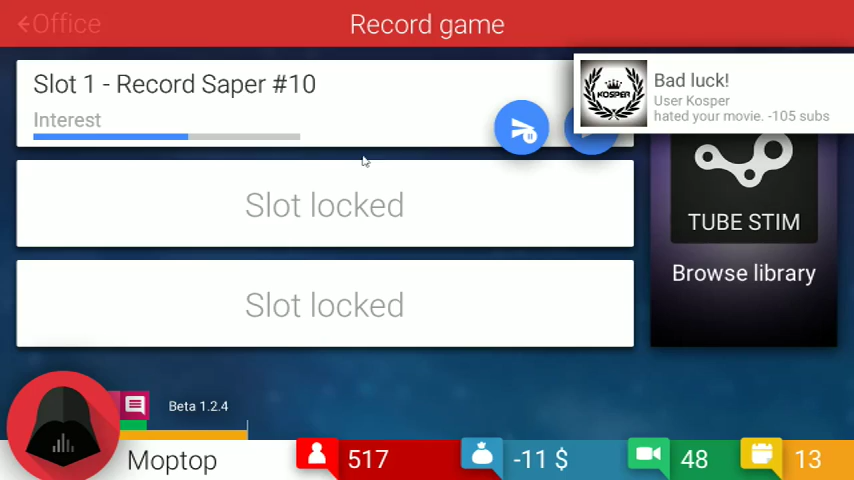 Office
Record game
Slot 1 - Record Saper #10
Interest
KOSPER
Bad luck!
User Kosper
hated your movie. -105 subs
Slot locked
TUBE STIM
Browse library
Slot locked
Beta 1.2.4
Moptop
517
-11 $
48
13